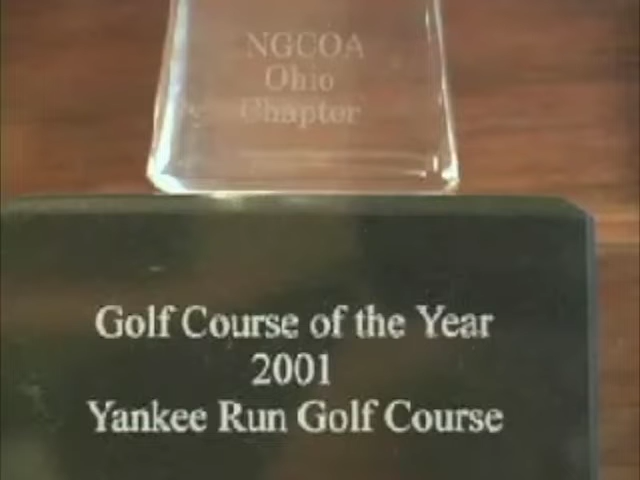 NGCOA
Ohio
Chapter
Golf Course of the Year
2001
Yankee Run Golf Course